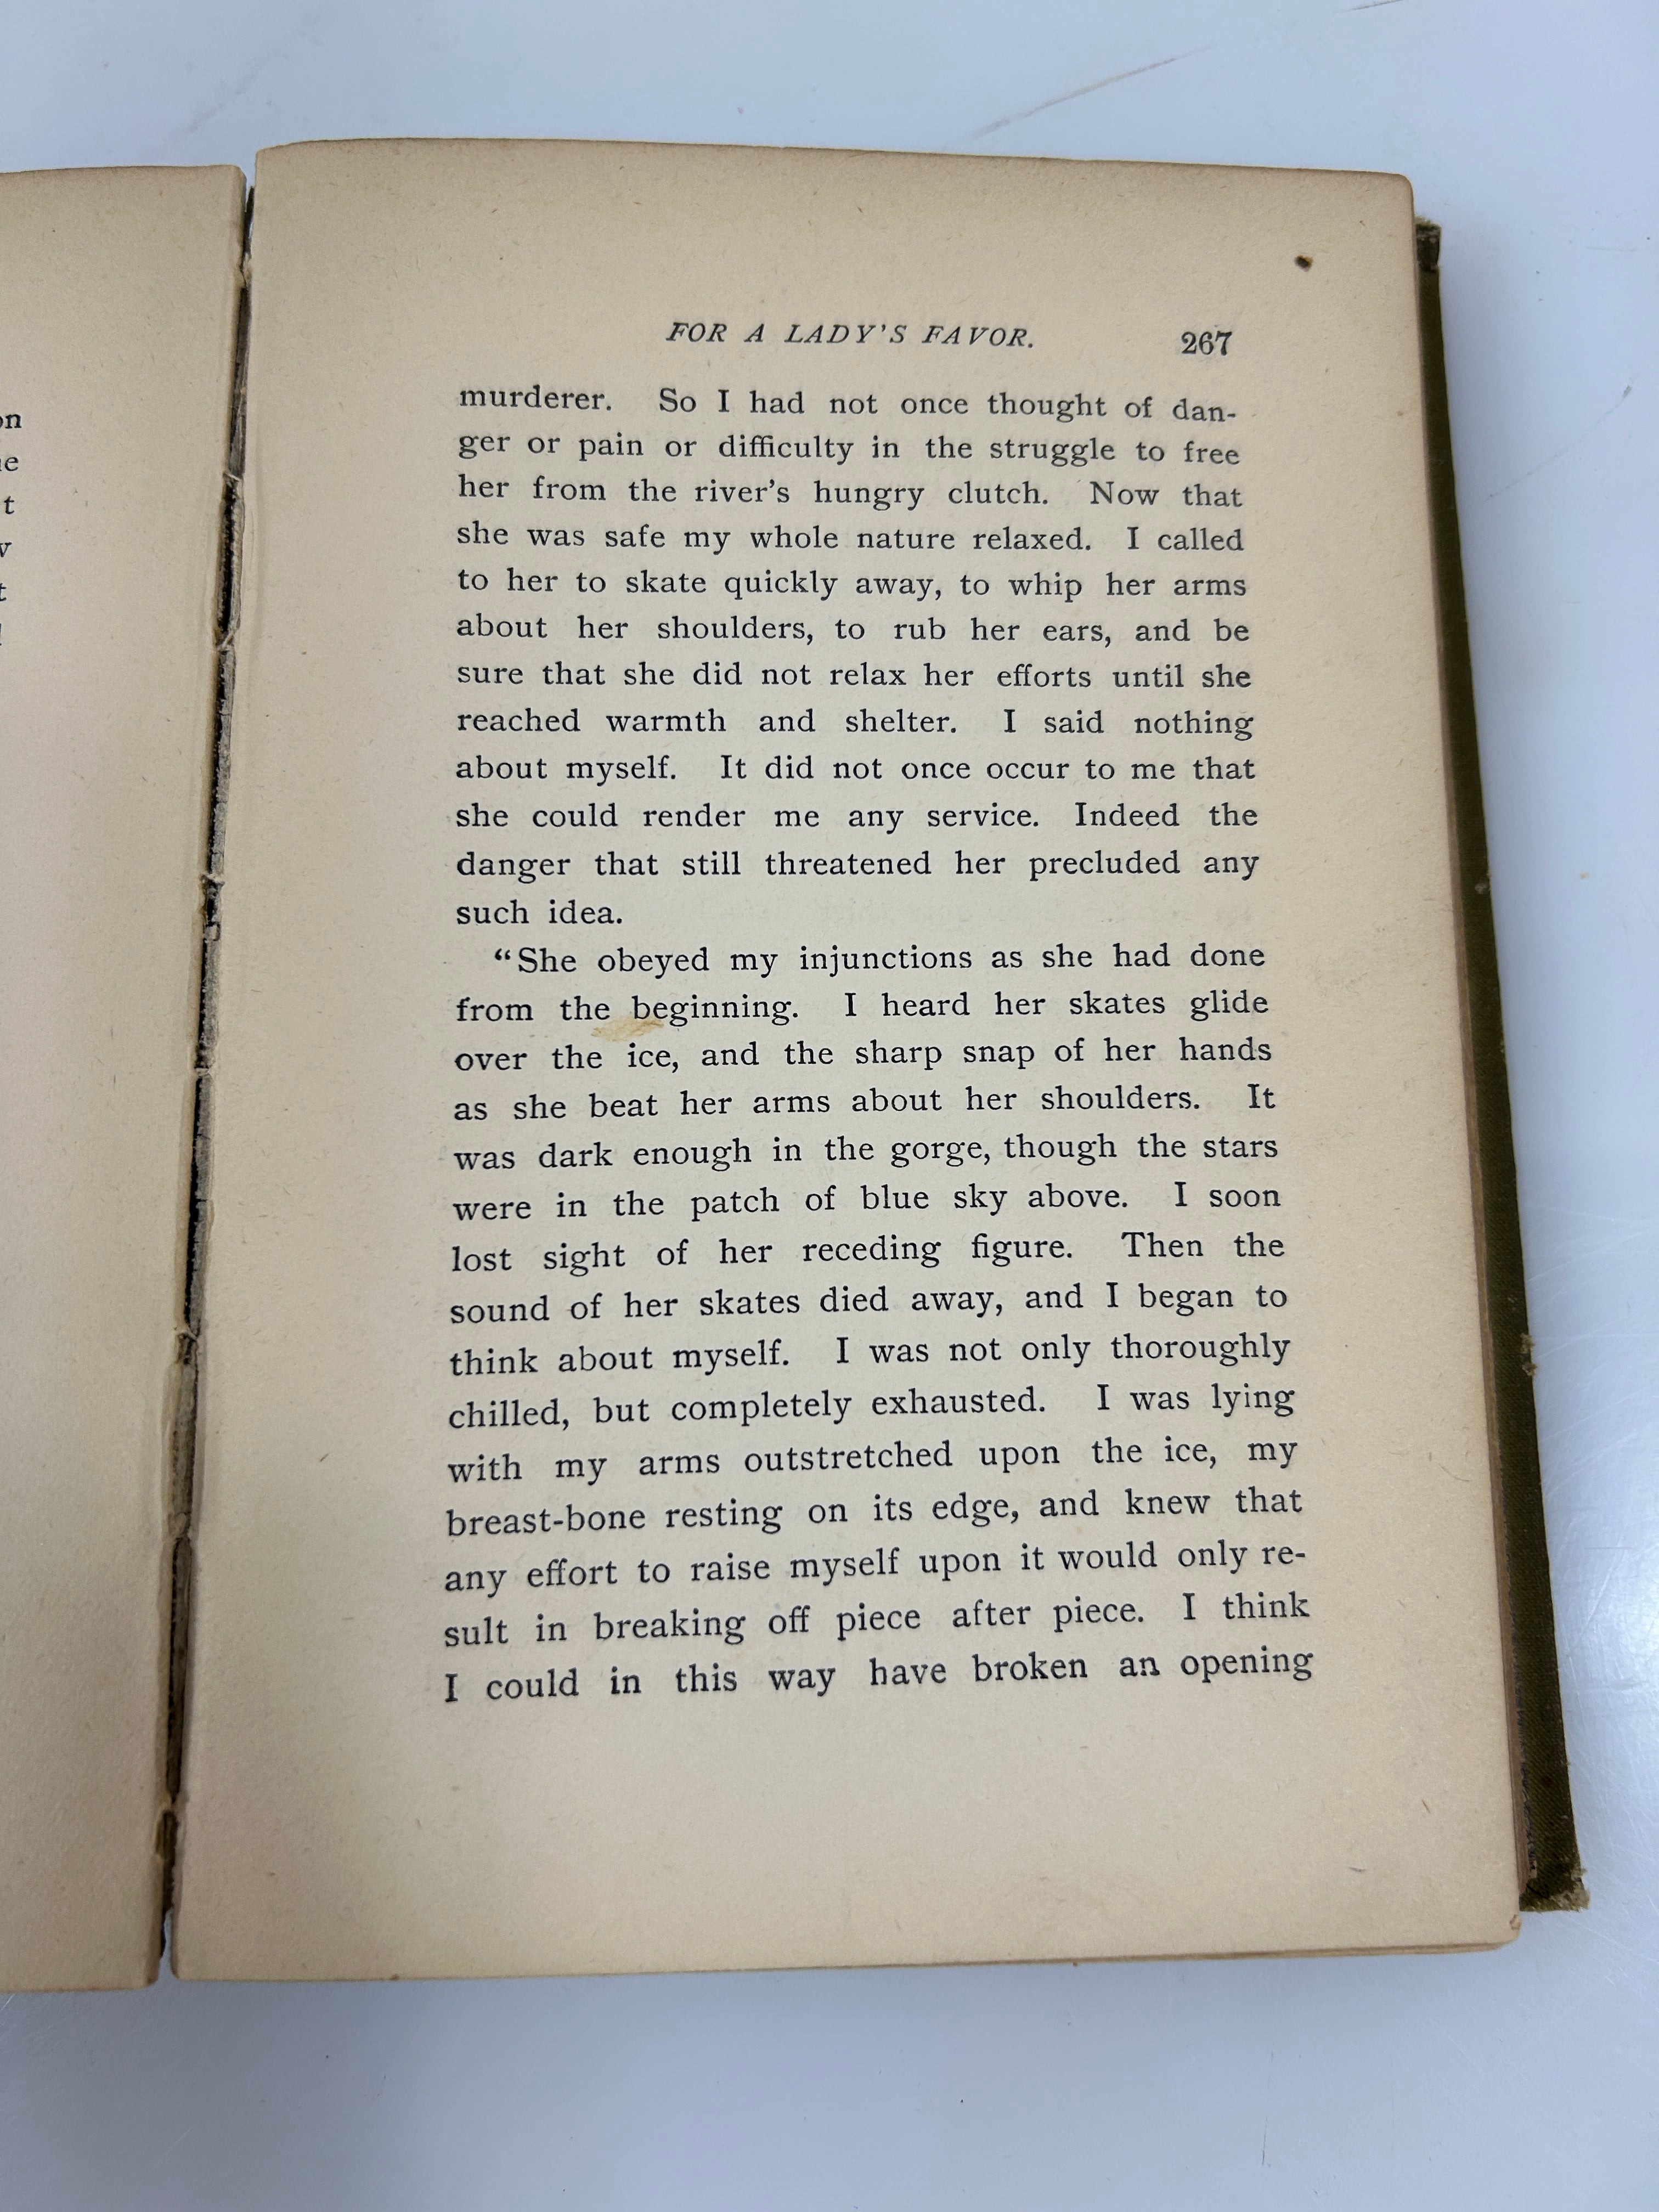 FOR A LADY'S FAVOR. 267
murderer. So I had not once thought of dan-
ger or pain or difficulty in the struggle to free
her from the river's hungry clutch. Now that
she was safe my whole nature relaxed. I called
to her to skate quickly away, to whip her arms
about her shoulders, to rub her ears, and be
sure that she did not relax her efforts until she
reached warmth and shelter. I said nothing
about myself. It did not once occur to me that
she could render me any service. Indeed the
danger that still threatened her precluded any
such idea.
“She obeyed my injunctions as she had done
from the beginning. I heard her skates glide
over the ice, and the sharp snap of her hands
as she beat her arms about her shoulders. It
was dark enough in the gorge, though the stars
were in the patch of blue sky above. I soon
lost sight of her receding figure. Then the
sound of her skates died away, and I began to
think about myself. I was not only thoroughly
chilled, but completely exhausted. I was lying
with my arms outstretched upon the ice, my
breast-bone resting on its edge, and knew that
any effort to raise myself upon it would only re-
sult in breaking off piece after piece. I think
I could in this way have broken an opening